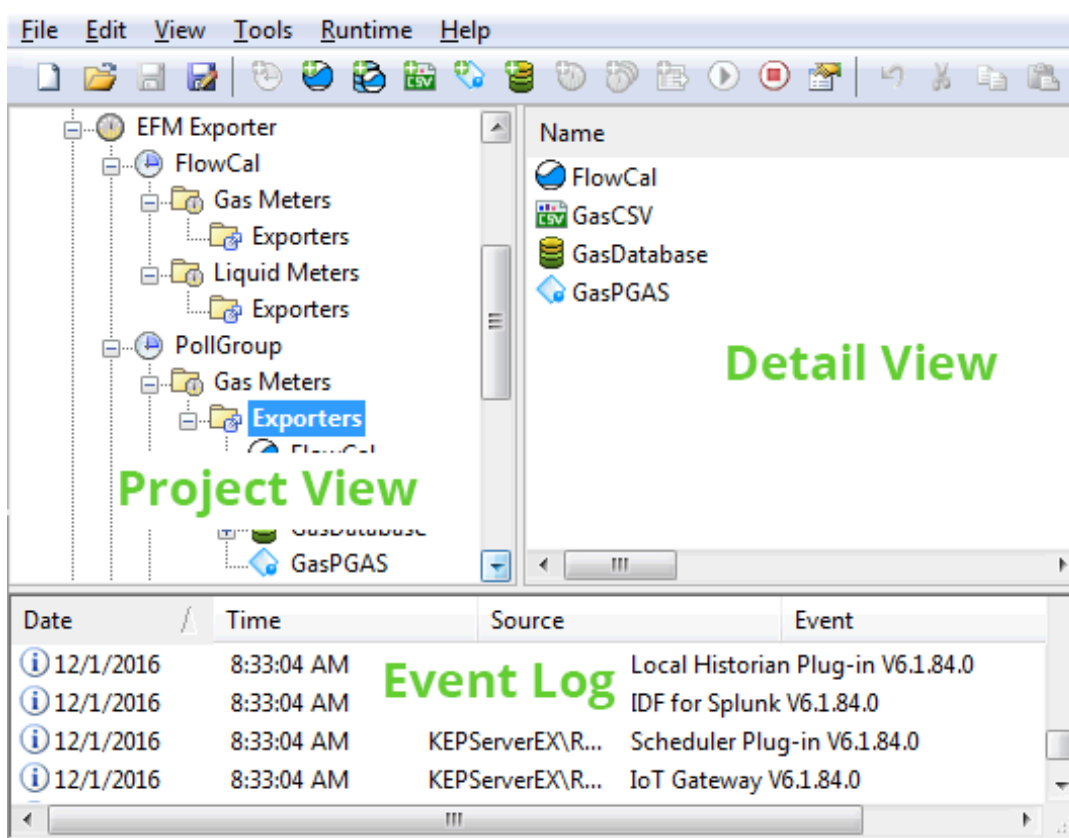 File Edit View Tools Runtime Help
CSV
EFM Exporter
FlowCal
Gas Meters
Exporters
Liquid Meters
Exporters
PollGroup
Gas Meters
Exporters
FlowCal
Project View
GasDatabase
GasPGAS
Name
FlowCal
CSV GasCSV
GasDatabase
GasPGAS
Detail View
Date Time Source Event
12/1/2016 8:33:04 AM Local Historian Plug-in V6.1.84.0
Event Log
12/1/2016 8:33:04 AM IDF for Splunk V6.1.84.0
12/1/2016 8:33:04 AM KEPServerEX\R... Scheduler Plug-in V6.1.84.0
12/1/2016 8:33:04 AM KEPServerEX\R... IoT Gateway V6.1.84.0